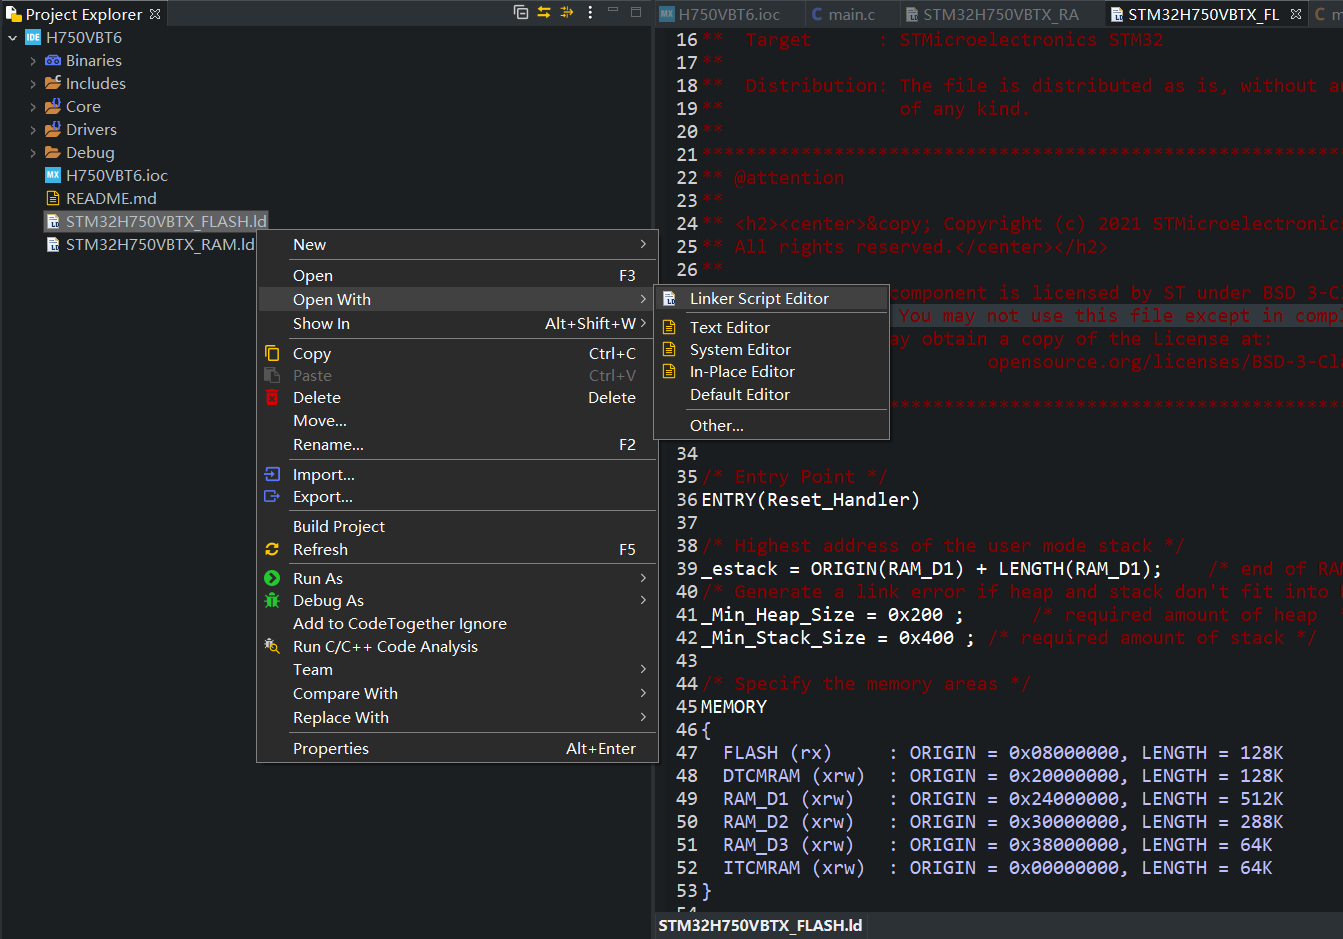 Project Explorer
H750VBT6
Binaries
Includes
Core
Drivers
Debug
H750VBT6.ioc
README.md
STM32H750VBTX_FLASH.ld
STM32H750VBTX_RAM.ld
New
Open F3
Open With
Show In Alt+Shift+W
Copy Ctrl+C
Paste Ctrl+V
Delete Delete
Move...
Rename... F2
Import...
Export...
Build Project
Refresh F5
Run As
Debug As
Add to CodeTogether Ignore
Run C/C++ Code Analysis
Team
Compare With
Replace With
Properties Alt+Enter
Linker Script Editor
Text Editor
System Editor
In-Place Editor
Default Editor
Other...
H750VBT6.ioc main.c STM32H750VBTX_RA STM32H750VBTX_FL
16 ** Target : STMicroelectronics STM32
17 **
18 ** Distribution: The file is distributed as is, without
19 ** of any kind.
20 **
21 **********************************************************
22 ** @attention
23 **
24 ** <h2><center>&copy; Copyright (c) 2021 STMicroelectronics
25 ** All rights reserved.</center></h2>
26 **
component is licensed by ST under BSD
You may not use this file except in
obtain a copy of the License at:
opensource.org/licenses/BSD-3-Cl
*****************************************
34
35 /* Entry Point */
36 ENTRY(Reset_Handler)
37
38 /* Highest address of the user mode stack */
39 _estack = ORIGIN(RAM_D1) + LENGTH(RAM_D1); /* end of RAM
40 /* Generate a link error if heap and stack don't fit into
41 _Min_Heap_Size = 0x200 ; /* required amount of heap
42 _Min_Stack_Size = 0x400 ; /* required amount of stack */
43
44 /* Specify the memory areas */
45 MEMORY
46 {
47 FLASH (rx) : ORIGIN = 0x08000000, LENGTH = 128K
48 DTCMRAM (xrw) : ORIGIN = 0x20000000, LENGTH = 128K
49 RAM_D1 (xrw) : ORIGIN = 0x24000000, LENGTH = 512K
50 RAM_D2 (xrw) : ORIGIN = 0x30000000, LENGTH = 288K
51 RAM_D3 (xrw) : ORIGIN = 0x38000000, LENGTH = 64K
52 ITCMRAM (xrw) : ORIGIN = 0x00000000, LENGTH = 64K
53 }
STM32H750VBTX_FLASH.ld